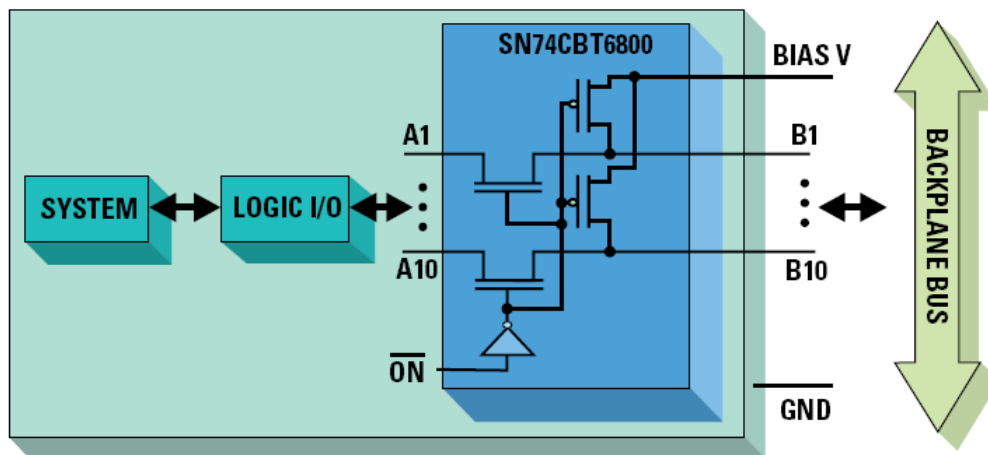 SN74CBT6800
BIAS V
A1
B1
SYSTEM
LOGIC I/O
A10
B10
BACKPLANE BUS
ON
GND